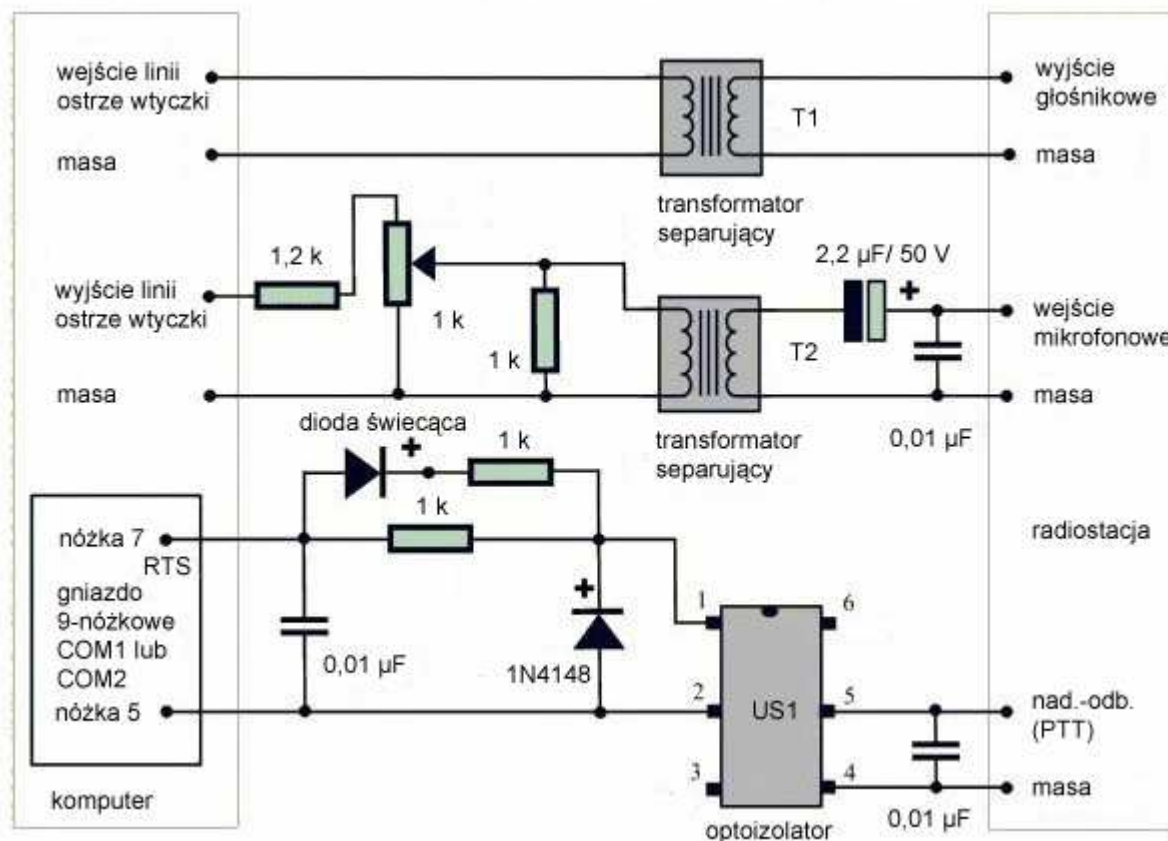 wejście linii
ostrze wtyczki
masa
T1
wyjście
głośnikowe
masa
transformator
separujący
1,2 k
1 k
1 k
wyjście linii
ostrze wtyczki
masa
T2
2,2 µF/ 50 V
+
wejście
mikrofonowe
masa
0,01 µF
transformator
separujący
dioda świecąca
+
1 k
1 k
nóżka 7
RTS
gniazdo
9-nóżkowe
COM1 lub
COM2
nóżka 5
komputer
0,01 µF
+
1N4148
1
2
3
US1
6
5
4
optoizolator
radiostacja
nad.-odb.
(PTT)
masa
0,01 µF